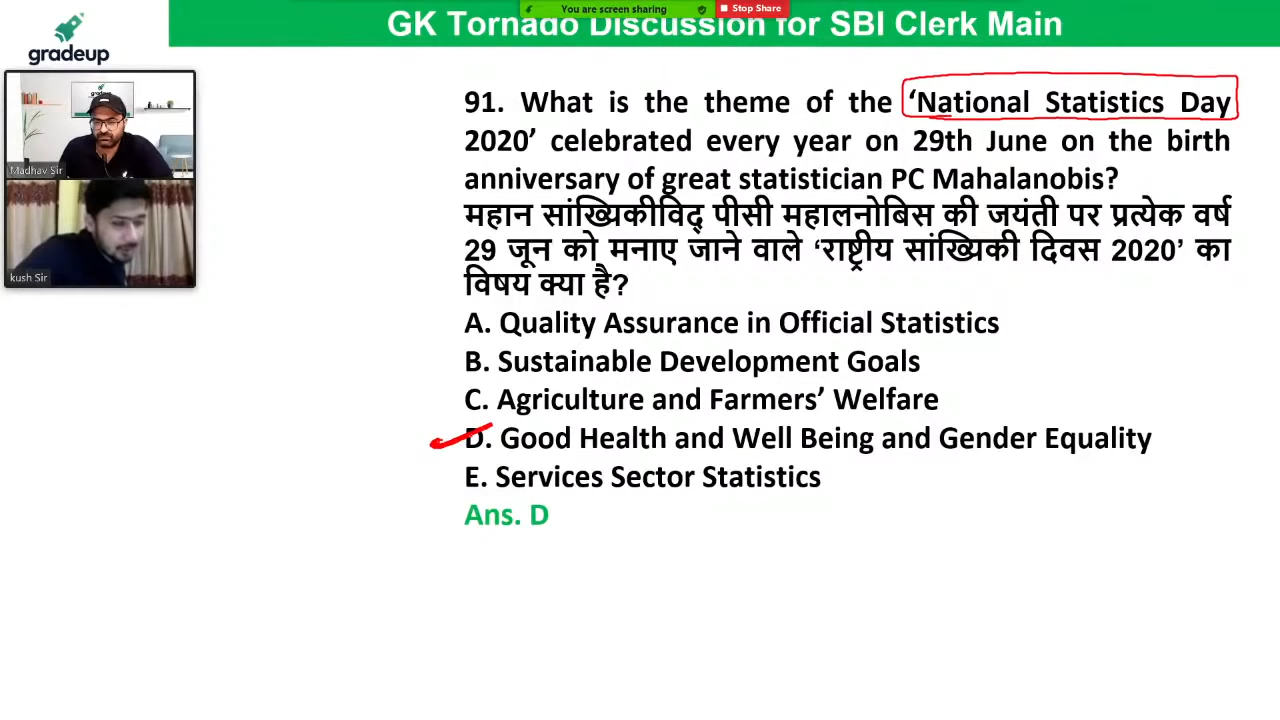 You are screen sharing
Stop Share
GK Tornado Discussion for SBI Clerk Main
gradeup
Madhav Sir
kush Sir
91. What is the theme of the ‘National Statistics Day
2020’ celebrated every year on 29th June on the birth
anniversary of great statistician PC Mahalanobis?
महान सांख्यिकीविद् पीसी महालनोबिस की जयंती पर प्रत्येक वर्ष
29 जून को मनाए जाने वाले ‘राष्ट्रीय सांख्यिकी दिवस 2020’ का
विषय क्या है?
A. Quality Assurance in Official Statistics
B. Sustainable Development Goals
C. Agriculture and Farmers’ Welfare
D. Good Health and Well Being and Gender Equality
E. Services Sector Statistics
Ans. D